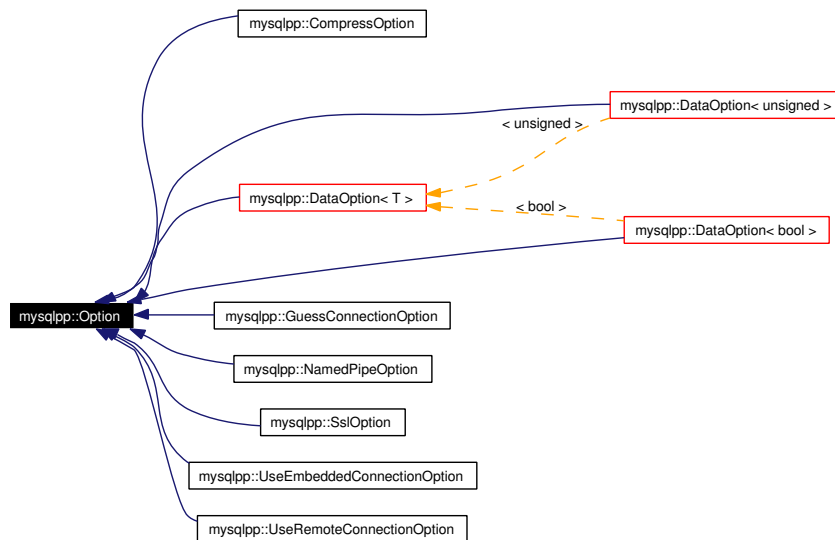 mysqlpp::CompressOption
mysqlpp::DataOption< unsigned >
< unsigned >
mysqlpp::DataOption< T >
< bool >
mysqlpp::DataOption< bool >
mysqlpp::Option
mysqlpp::GuessConnectionOption
mysqlpp::NamedPipeOption
mysqlpp::SslOption
mysqlpp::UseEmbeddedConnectionOption
mysqlpp::UseRemoteConnectionOption